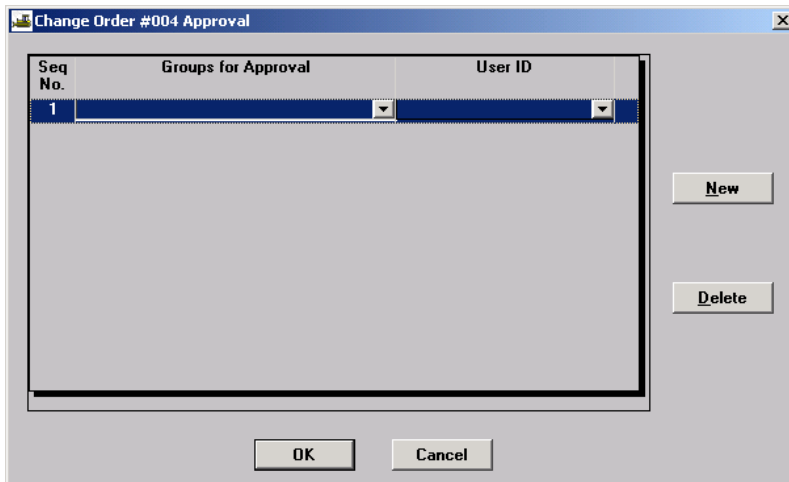 Change Order #004 Approval
Seq No. Groups for Approval User ID
1
New
Delete
OK Cancel